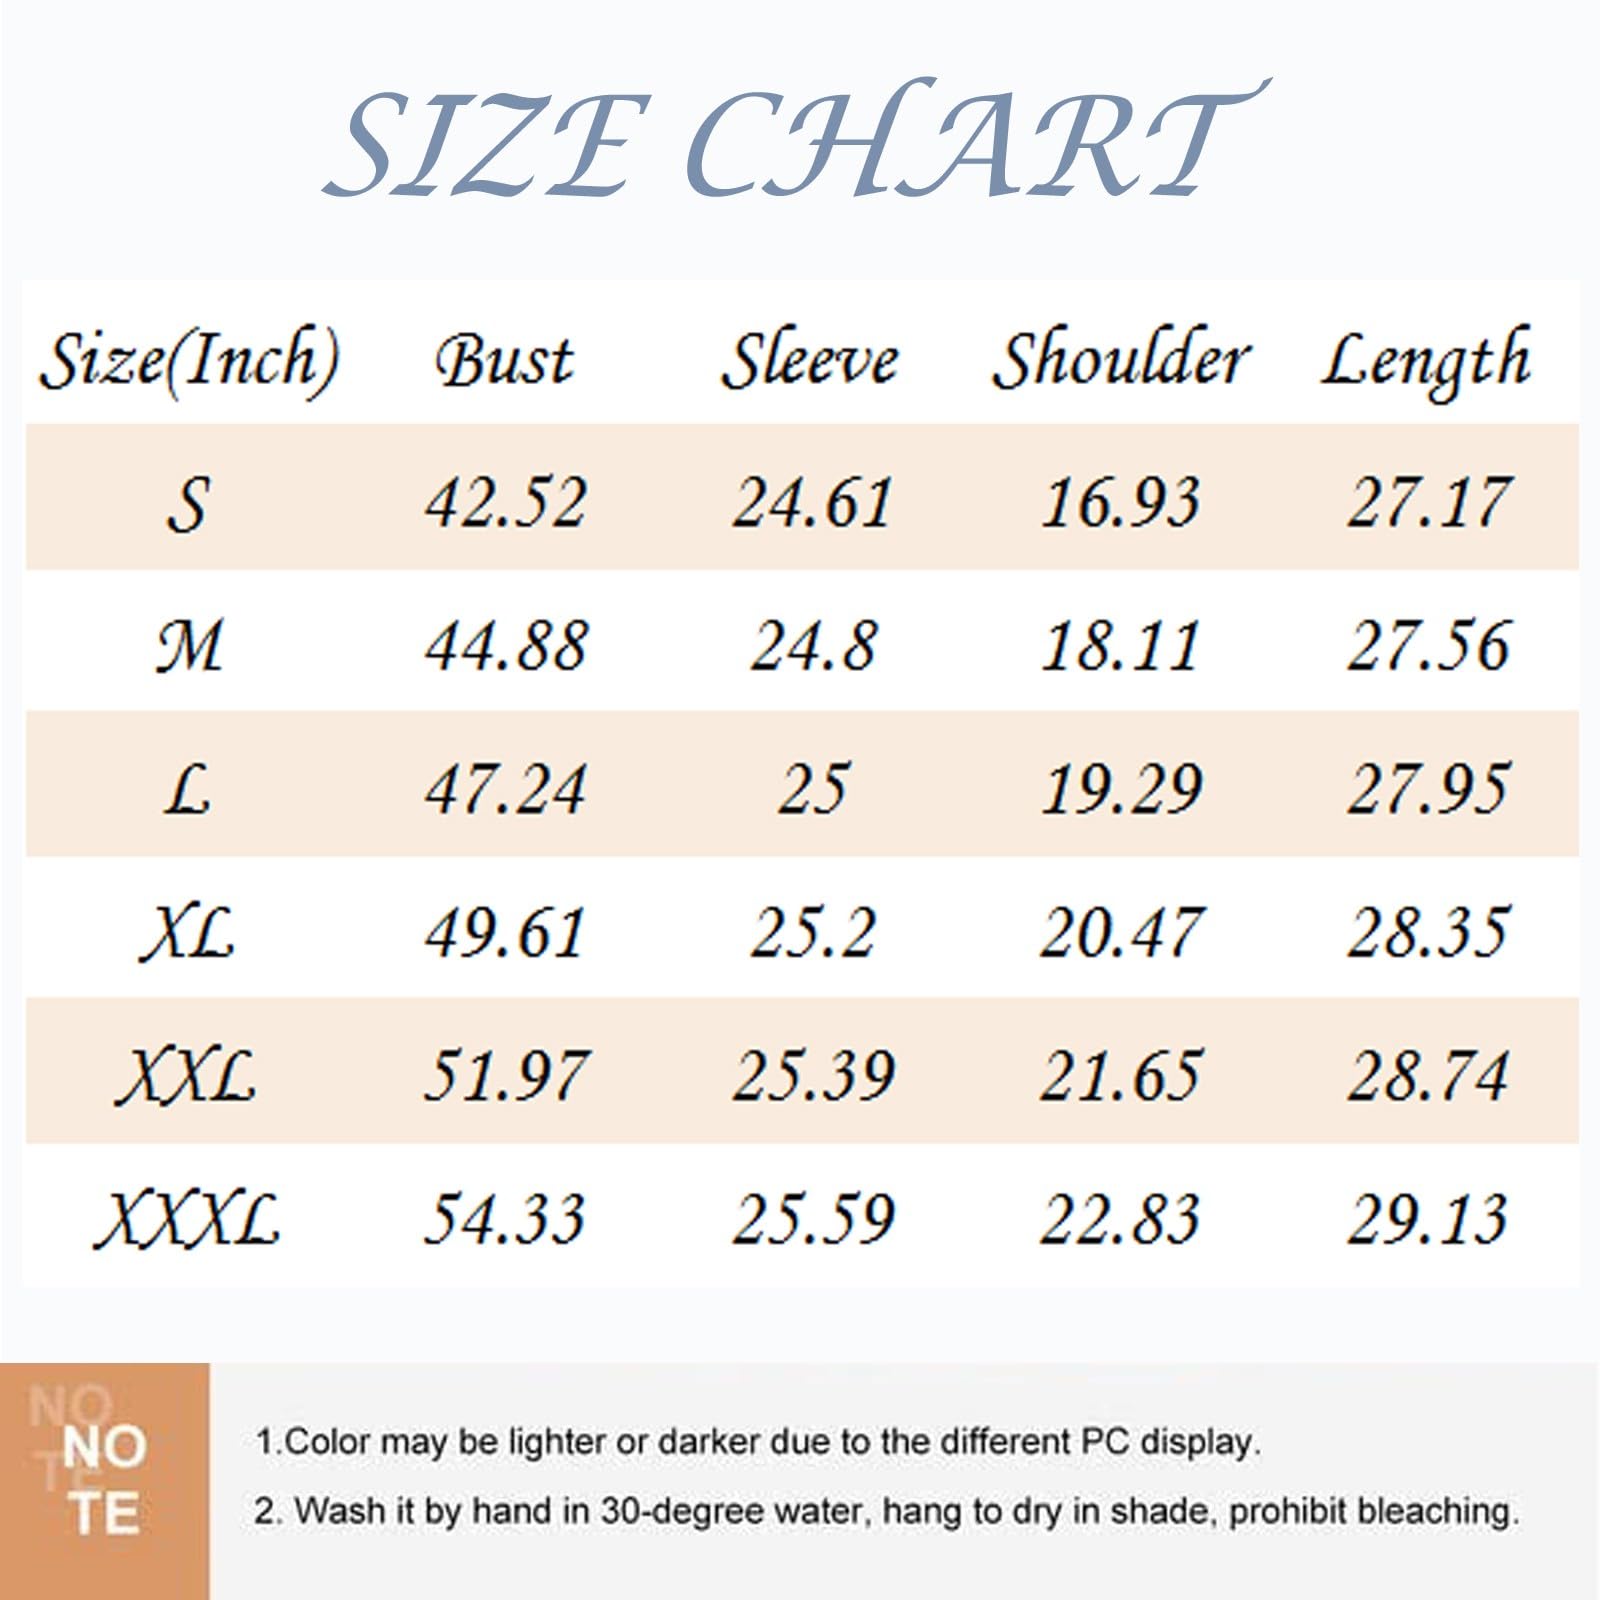 SIZE CHART
Size(Inch) Bust Sleeve Shoulder Length
S 42.52 24.61 16.93 27.17
M 44.88 24.8 18.11 27.56
L 47.24 25 19.29 27.95
XL 49.61 25.2 20.47 28.35
XXL 51.97 25.39 21.65 28.74
XXXL 54.33 25.59 22.83 29.13
NO
TE
NO
TE
1.Color may be lighter or darker due to the different PC display.
2. Wash it by hand in 30-degree water, hang to dry in shade, prohibit bleaching.